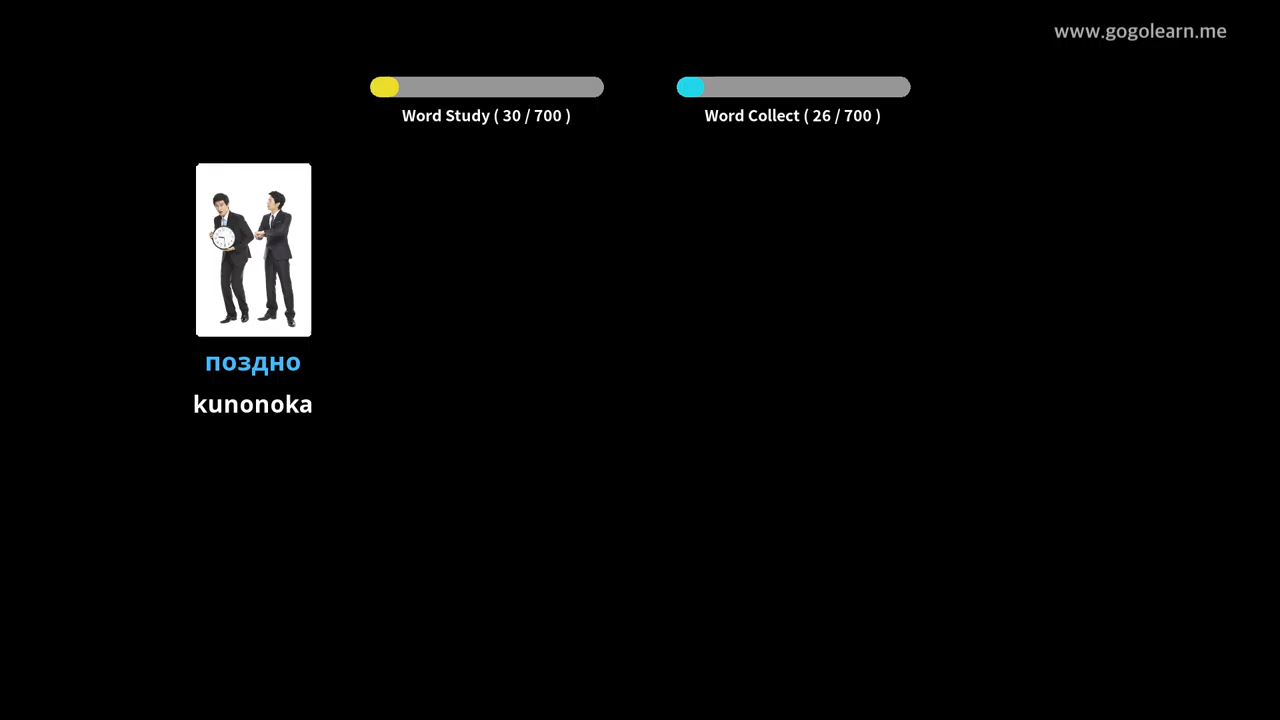 www.gogolearn.me
Word Study ( 30 / 700 )
Word Collect ( 26 / 700 )
поздно
kunonoka